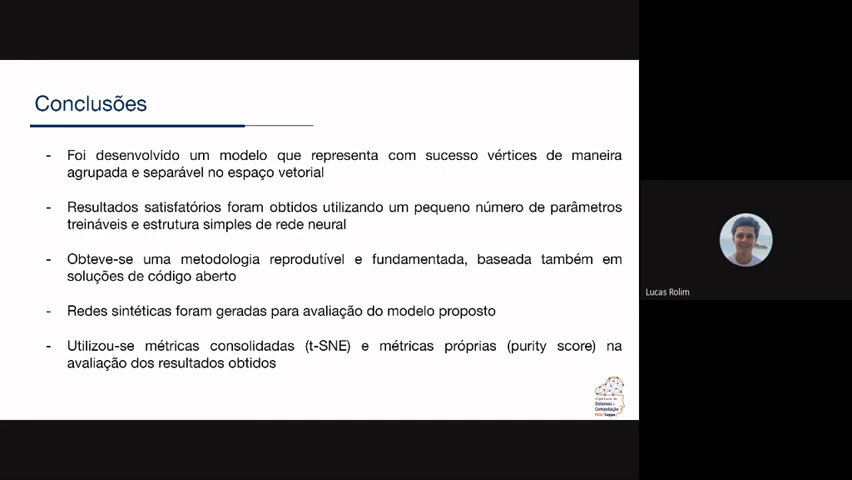 Conclusões
- Foi desenvolvido um modelo que representa com sucesso vértices de maneira
agrupada e separável no espaço vetorial
- Resultados satisfatórios foram obtidos utilizando um pequeno número de parâmetros
treináveis e estrutura simples de rede neural
- Obteve-se uma metodologia reprodutível e fundamentada, baseada também em
soluções de código aberto
- Redes sintéticas foram geradas para avaliação do modelo proposto
- Utilizou-se métricas consolidadas (t-SNE) e métricas próprias (purity score) na
avaliação dos resultados obtidos
Sistemas e
Computação
Lucas Rolim